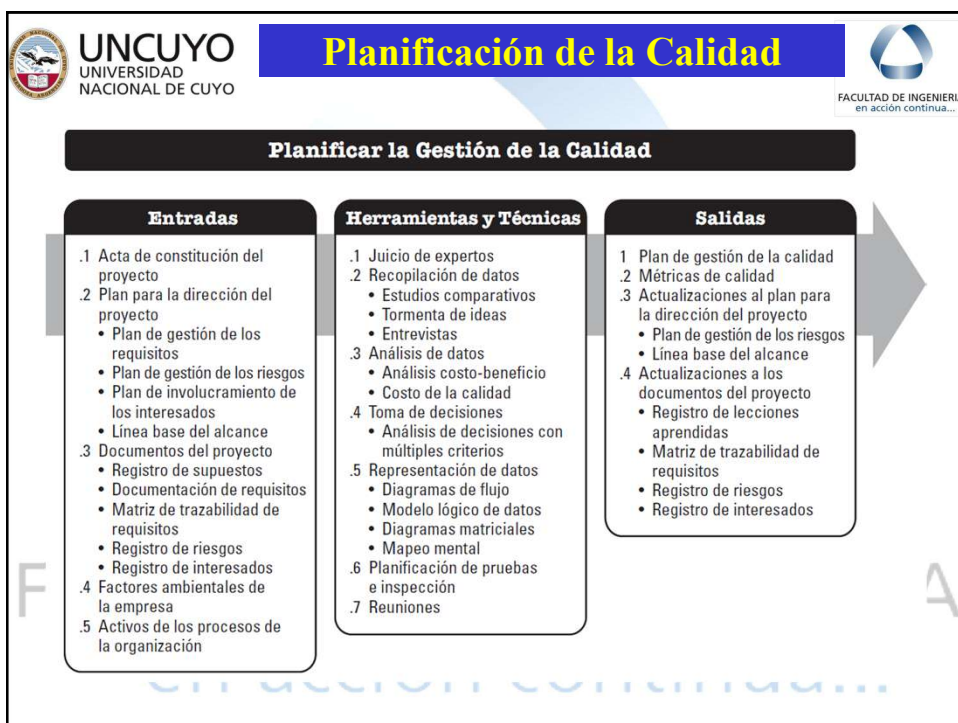 UNCUYO
UNIVERSIDAD
NACIONAL DE CUYO
Planificación de la Calidad
FACULTAD DE INGENIERIA
en acción continua...
Planificar la Gestión de la Calidad
Entradas
.1 Acta de constitución del
proyecto
.2 Plan para la dirección del
proyecto
• Plan de gestión de los
requisitos
• Plan de gestión de los riesgos
• Plan de involucramiento de
los interesados
• Línea base del alcance
.3 Documentos del proyecto
• Registro de supuestos
• Documentación de requisitos
• Matriz de trazabilidad de
requisitos
• Registro de riesgos
• Registro de interesados
.4 Factores ambientales de
la empresa
.5 Activos de los procesos de
la organización
Herramientas y Técnicas
.1 Juicio de expertos
.2 Recopilación de datos
• Estudios comparativos
• Tormenta de ideas
• Entrevistas
.3 Análisis de datos
• Análisis costo-beneficio
• Costo de la calidad
.4 Toma de decisiones
• Análisis de decisiones con
múltiples criterios
.5 Representación de datos
• Diagramas de flujo
• Modelo lógico de datos
• Diagramas matriciales
• Mapeo mental
.6 Planificación de pruebas
e inspección
.7 Reuniones
Salidas
1 Plan de gestión de la calidad
.2 Métricas de calidad
.3 Actualizaciones al plan para
la dirección del proyecto
• Plan de gestión de los riesgos
• Línea base del alcance
.4 Actualizaciones a los
documentos del proyecto
• Registro de lecciones
aprendidas
• Matriz de trazabilidad de
requisitos
• Registro de riesgos
• Registro de interesados
F A
en acción continua...